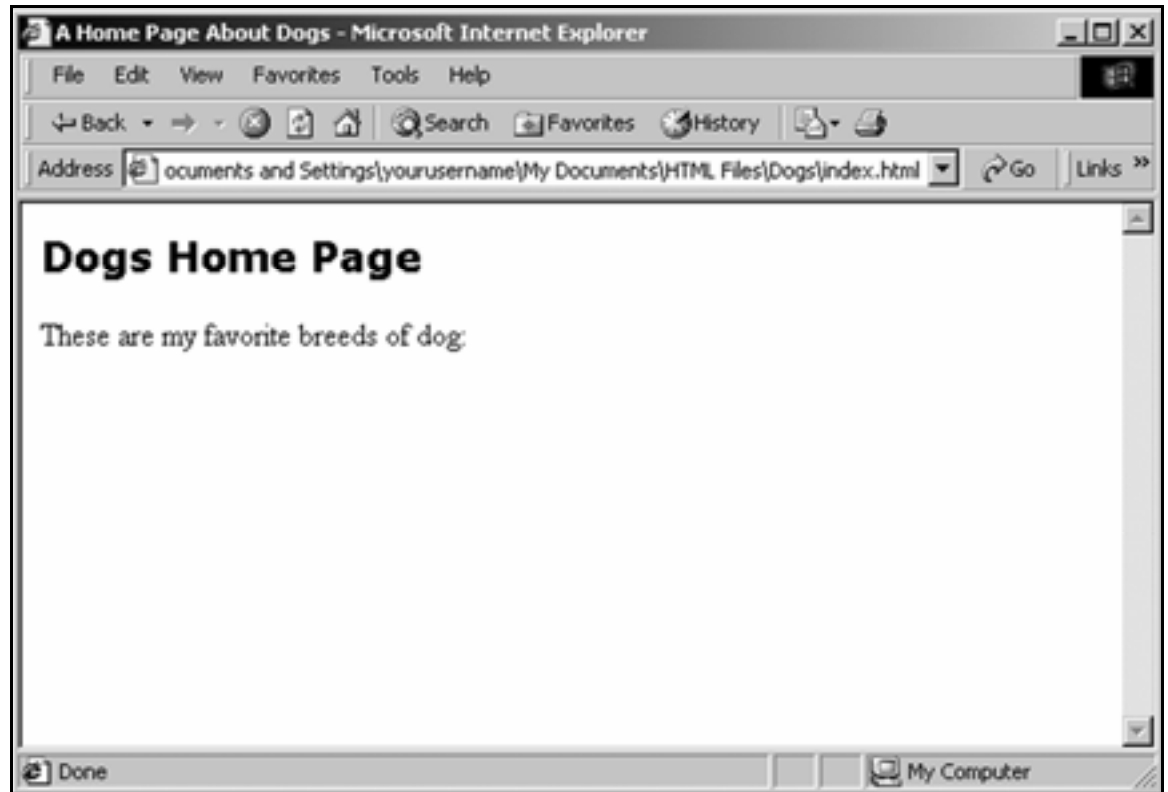 A Home Page About Dogs - Microsoft Internet Explorer
File Edit View Favorites Tools Help
Back Search Favorites History
Address ocuments and Settings\yourusername\My Documents\HTML Files\Dogs\index.html Go Links »
Dogs Home Page
These are my favorite breeds of dog:
Done My Computer